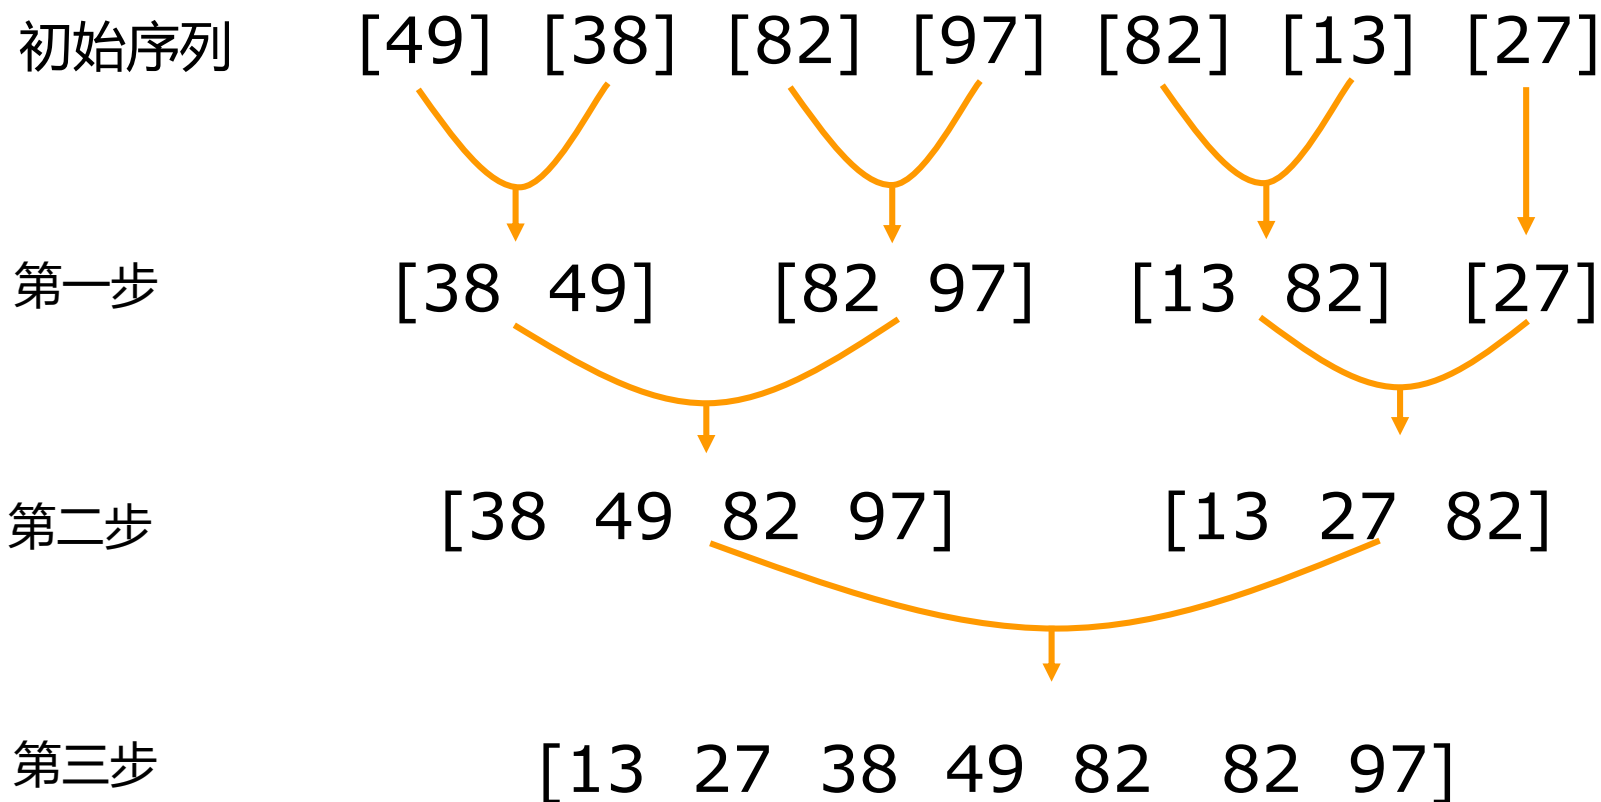 初始序列 [49] [38] [82] [97] [82] [13] [27]
第一步 [38 49] [82 97] [13 82] [27]
第二步 [38 49 82 97] [13 27 82]
第三步 [13 27 38 49 82 82 97]